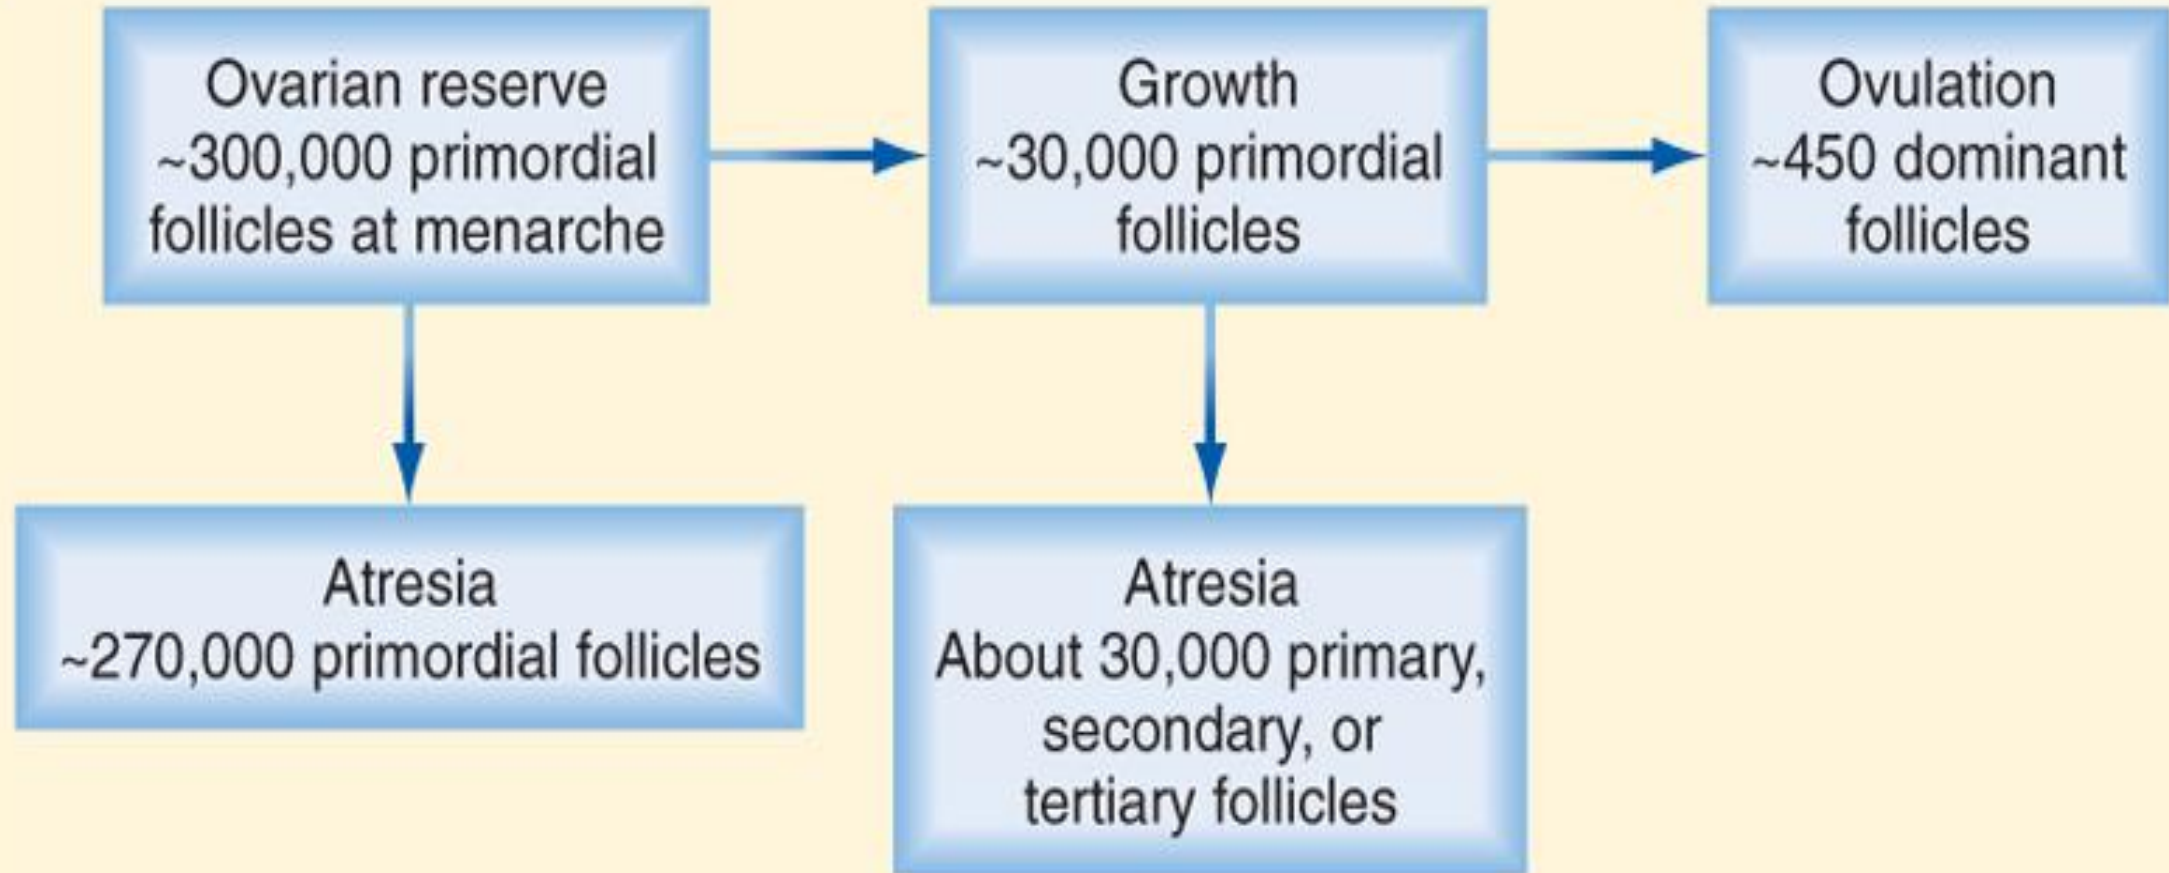 Ovarian reserve
~300,000 primordial
follicles at menarche
Growth
~30,000 primordial
follicles
Ovulation
~450 dominant
follicles
Atresia
~270,000 primordial follicles
Atresia
About 30,000 primary,
secondary, or
tertiary follicles